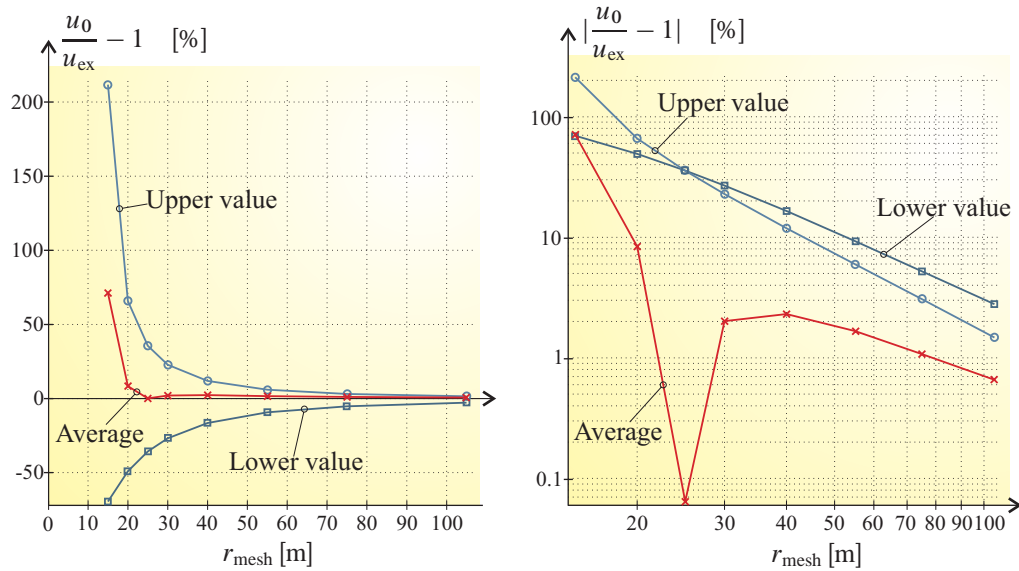 u0/uex − 1 [%]
200
150
100
50
0
-50
Upper value
Average
Lower value
0 10 20 30 40 50 60 70 80 90 100
rmesh [m]
|u0/uex − 1| [%]
100
10
1
0.1
Upper value
Lower value
Average
20 30 40 50 60 70 80 90 100
rmesh [m]